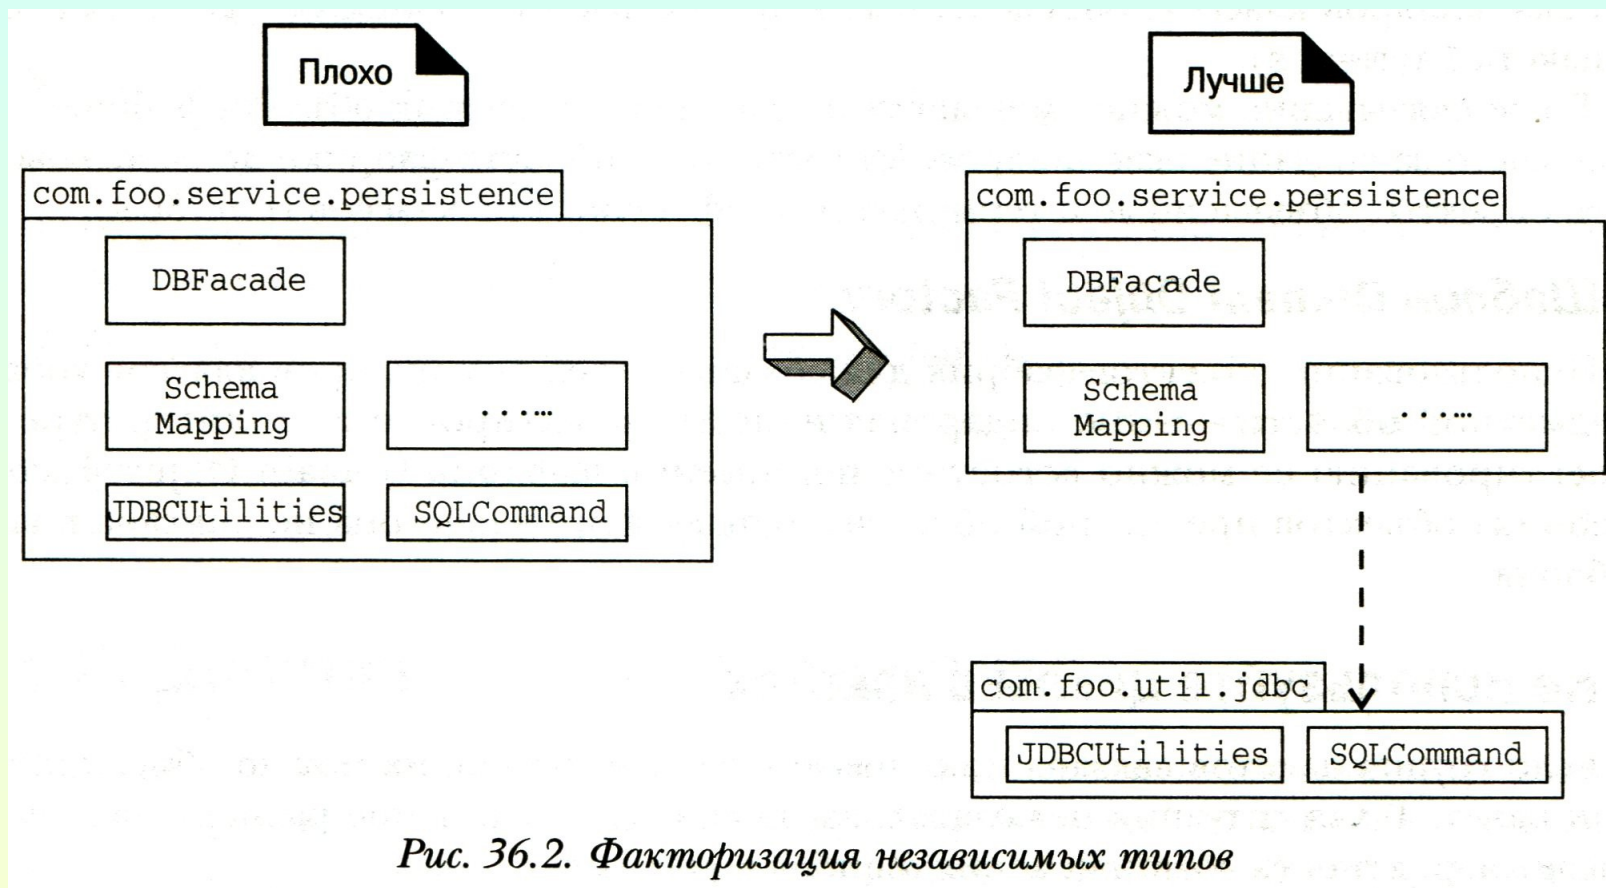 Плохо
Лучше
com.foo.service.persistence
DBFacade
Schema
Mapping
...…
JDBCUtilities
SQLCommand
com.foo.service.persistence
DBFacade
Schema
Mapping
...…
com.foo.util.jdbc
JDBCUtilities
SQLCommand
Рис. 36.2. Факторизация независимых типов